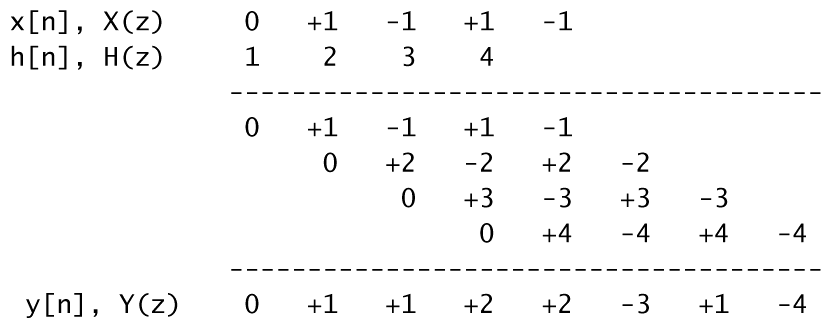 x[n], X(z) 0 +1 -1 +1 -1
h[n], H(z) 1 2 3 4
--------------------------------------
0 +1 -1 +1 -1
0 +2 -2 +2 -2
0 +3 -3 +3 -3
0 +4 -4 +4 -4
--------------------------------------
y[n], Y(z) 0 +1 +1 +2 +2 -3 +1 -4